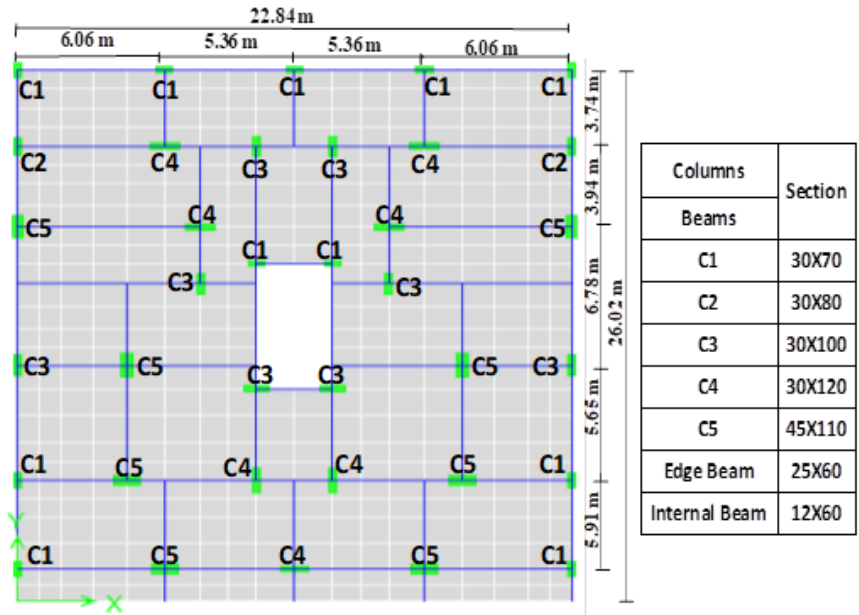 22.84 m
6.06 m 5.36 m 5.36 m 6.06 m
C1 C1 C1 C1 C1
3.74 m
C2 C4 C3 C3 C4 C2
3.94 m
C5 C4 C4 C5
C1 C1
C3 C3
6.78 m
26.02 m
C3 C5 C5 C3
C3 C3
5.65 m
C1 C5 C4 C4 C5 C1
5.91 m
Y
C1 C5 C4 C5 C1
X
Columns Section
Beams
C1 30X70
C2 30X80
C3 30X100
C4 30X120
C5 45X110
Edge Beam 25X60
Internal Beam 12X60